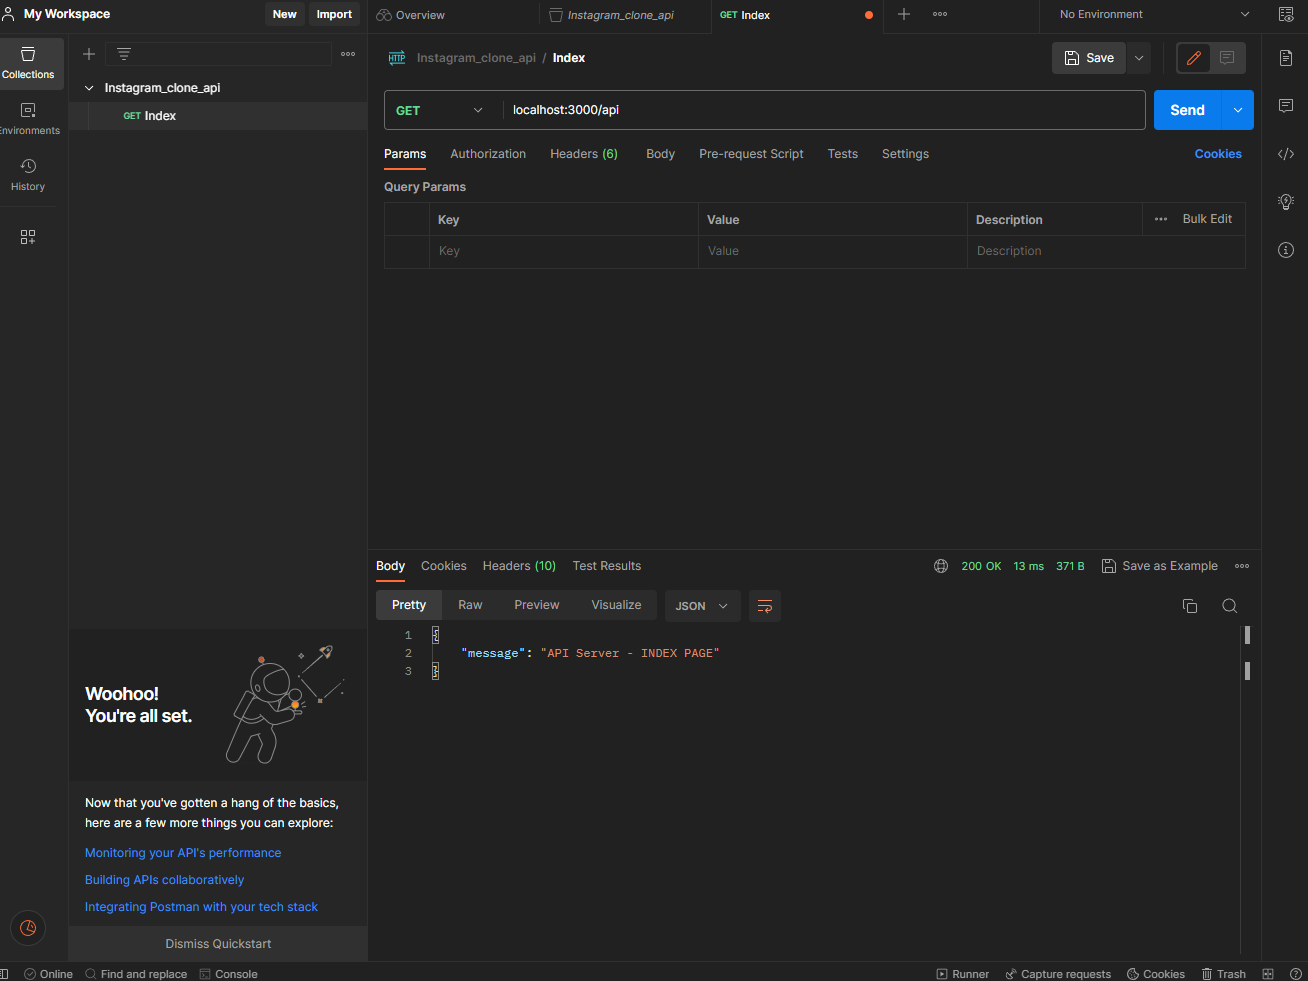 My Workspace
New
Import
Overview
Instagram_clone_api
GET Index
No Environment
Collections
Environments
History
Instagram_clone_api
GET Index
HTTP Instagram_clone_api / Index
Save
GET
localhost:3000/api
Send
Params
Authorization
Headers (6)
Body
Pre-request Script
Tests
Settings
Cookies
Query Params
Key
Value
Description
Bulk Edit
Key
Value
Description
Body
Cookies
Headers (10)
Test Results
200 OK
13 ms
371 B
Save as Example
Pretty
Raw
Preview
Visualize
JSON
1 {
2 "message": "API Server - INDEX PAGE"
3 }
Woohoo!
You're all set.
Now that you've gotten a hang of the basics,
here are a few more things you can explore:
Monitoring your API's performance
Building APIs collaboratively
Integrating Postman with your tech stack
Dismiss Quickstart
Online
Find and replace
Console
Runner
Capture requests
Cookies
Trash